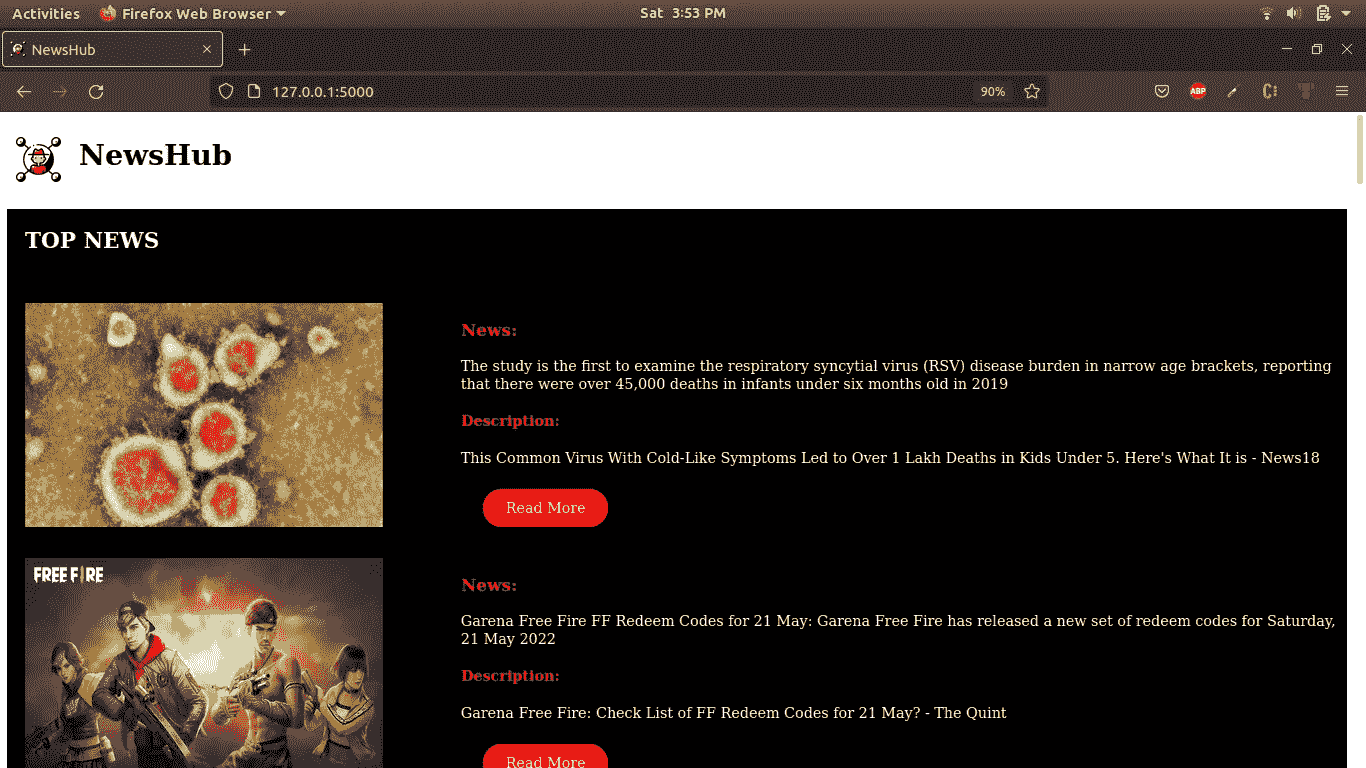 Activities Firefox Web Browser Sat 3:53 PM
NewsHub
127.0.0.1:5000 90% ABP
NewsHub
TOP NEWS
News:
The study is the first to examine the respiratory syncytial virus (RSV) disease burden in narrow age brackets, reporting
that there were over 45,000 deaths in infants under six months old in 2019
Description:
This Common Virus With Cold-Like Symptoms Led to Over 1 Lakh Deaths in Kids Under 5. Here's What It is - News18
Read More
FREE FIRE
News:
Garena Free Fire FF Redeem Codes for 21 May: Garena Free Fire has released a new set of redeem codes for Saturday,
21 May 2022
Description:
Garena Free Fire: Check List of FF Redeem Codes for 21 May? - The Quint
Read More